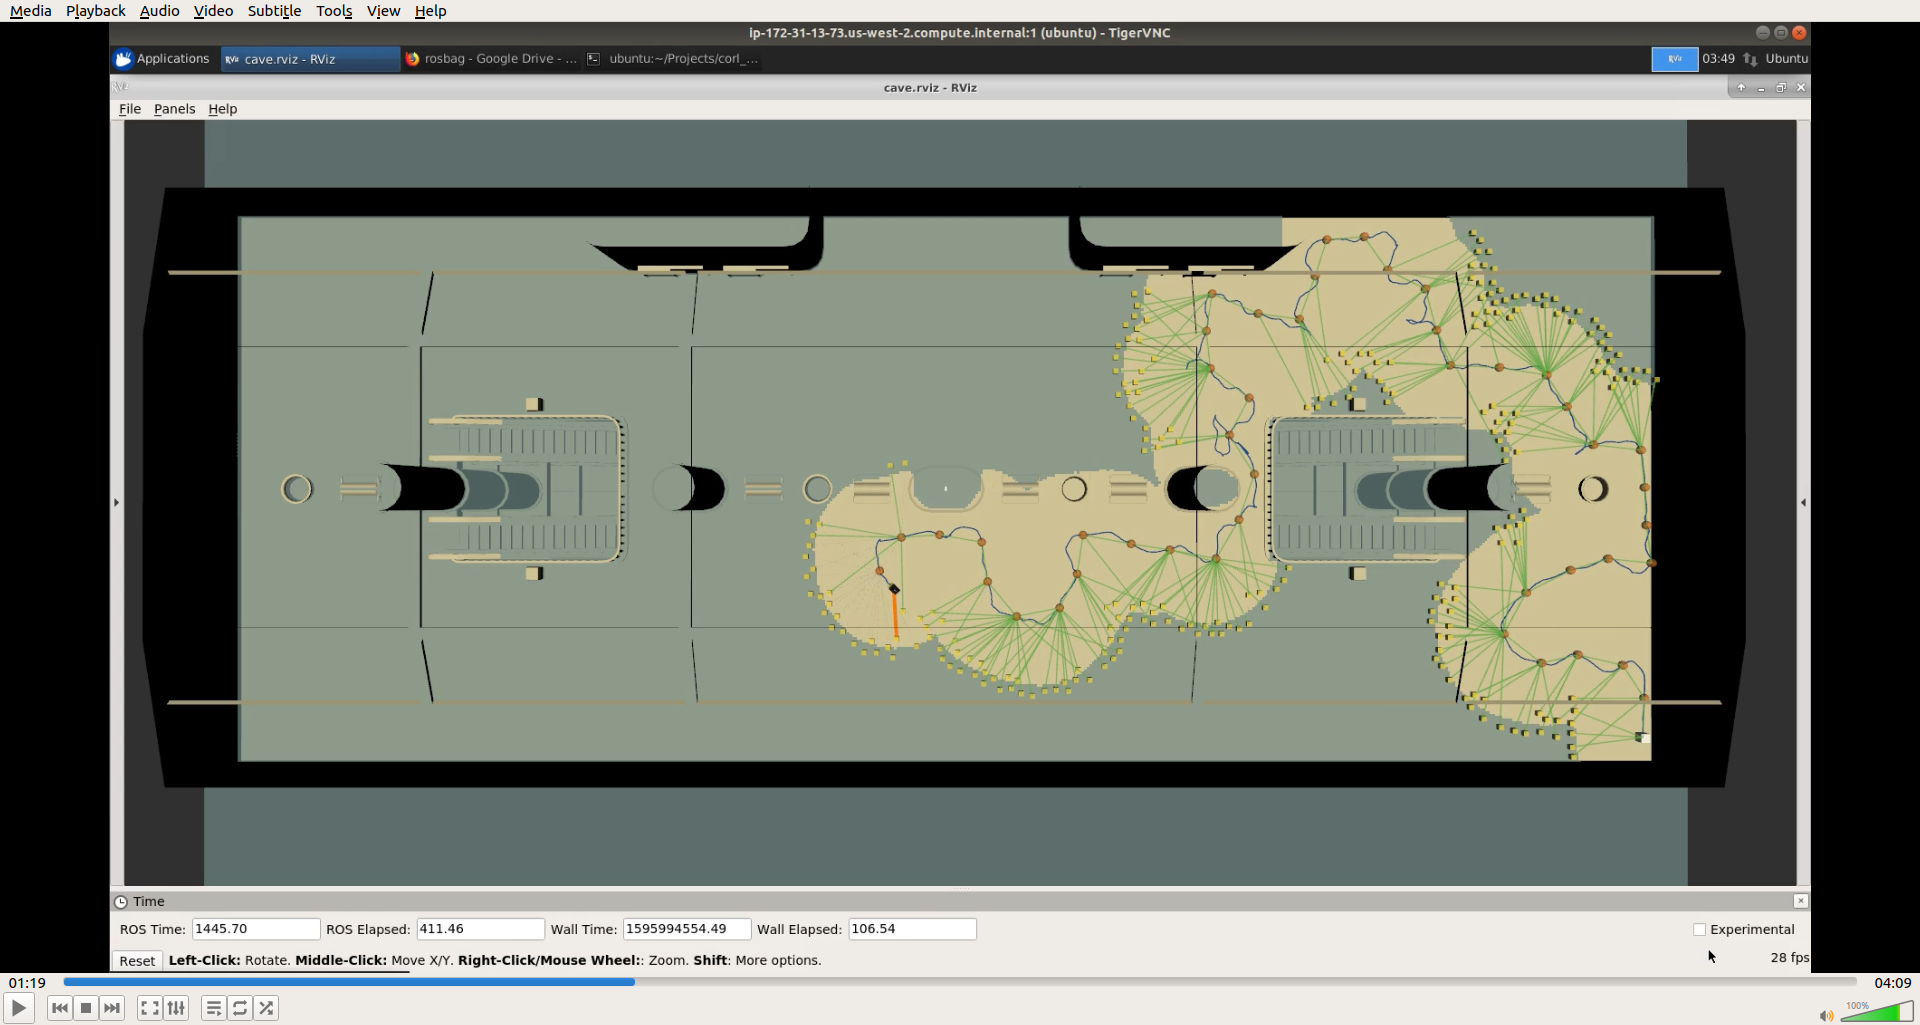 Media Playback Audio Video Subtitle Tools View Help
ip-172-31-13-73.us-west-2.compute.internal:1 (ubuntu) - TigerVNC
Applications RViz cave.rviz - RViz rosbag - Google Drive - ... ubuntu:~/Projects/corl_... RViz 03:49 Ubuntu
RViz cave.rviz - RViz
File Panels Help
Time
ROS Time: 1445.70 ROS Elapsed: 411.46 Wall Time: 1595994554.49 Wall Elapsed: 106.54 Experimental
Reset Left-Click: Rotate. Middle-Click: Move X/Y. Right-Click/Mouse Wheel:: Zoom. Shift: More options. 28 fps
01:19 04:09
100%